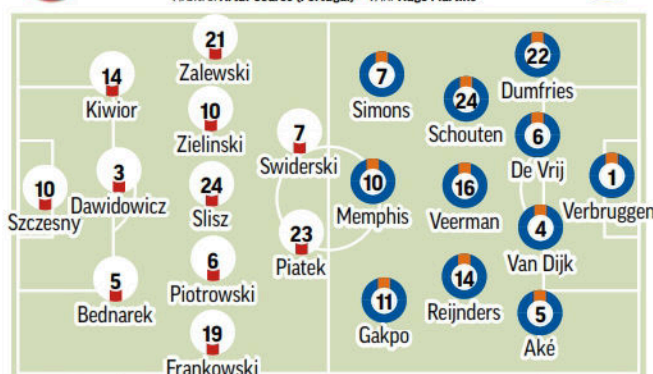 21
Zalewski
14
Kiwior
10
Zielinski
7
Swiderski
3
Dawidowicz
10
Szczesny
24
Slisz
23
Piatek
6
Piotrowski
5
Bednarek
19
Frankowski
7
Simons
22
Dumfries
24
Schouten
6
De Vrij
1
Verbruggen
10
Memphis
16
Veerman
4
Van Dijk
14
Reijnders
11
Gakpo
5
Aké